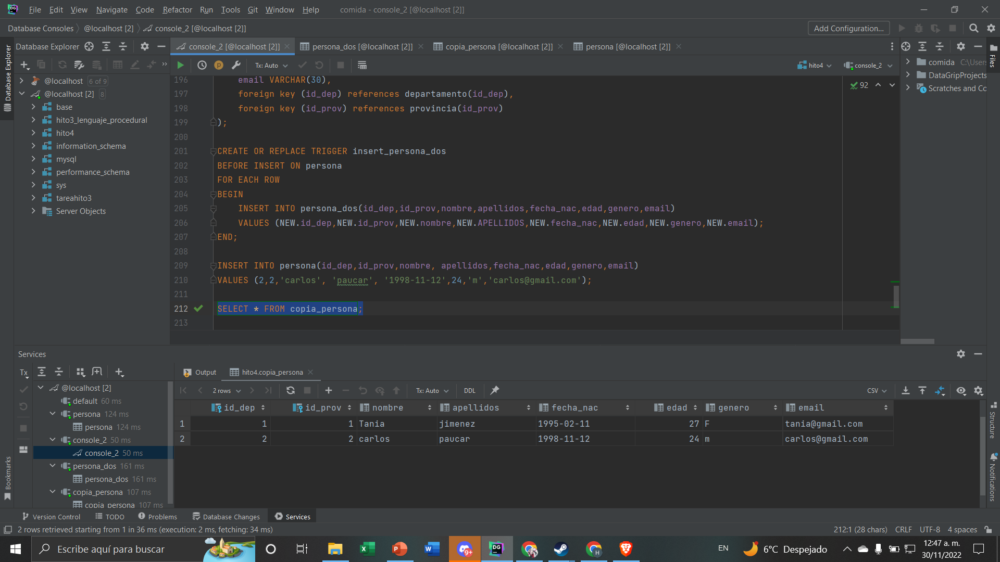 File Edit View Navigate Code Refactor Run Tools Git Window Help comida - console_2 [@localhost [2]]
Database Consoles @localhost [2] console_2 [@localhost [2]] Add Configuration...
Database Explorer
console_2 [@localhost [2]] persona_dos [@localhost [2]] copia_persona [@localhost [2]] persona [@localhost [2]]
Tx: Auto hito4 console_2
Database Explorer
@localhost 6 of 9
@localhost [2] 8
base
hito3_lenguaje_procedural
hito4
information_schema
mysql
performance_schema
sys
tareahito3
Server Objects
196 email VARCHAR(30),
197 foreign key (id_dep) references departamento(id_dep),
198 foreign key (id_prov) references provincia(id_prov)
199 );
200
201 CREATE OR REPLACE TRIGGER insert_persona_dos
202 BEFORE INSERT ON persona
203 FOR EACH ROW
204 BEGIN
205 INSERT INTO persona_dos(id_dep,id_prov,nombre,apellidos,fecha_nac,edad,genero,email)
206 VALUES (NEW.id_dep,NEW.id_prov,NEW.nombre,NEW.APELLIDOS,NEW.fecha_nac,NEW.edad,NEW.genero,NEW.email);
207 END;
208
209 INSERT INTO persona(id_dep,id_prov,nombre, apellidos,fecha_nac,edad,genero,email)
210 VALUES (2,2,'carlos', 'paucar', '1998-11-12',24,'m','carlos@gmail.com');
211
212 SELECT * FROM copia_persona;
213
92
comida C:\Users
DataGripProjects
Scratches and Co
Files
Services
Tx
@localhost [2]
default 60 ms
persona 124 ms
persona 124 ms
console_2 50 ms
console_2 50 ms
persona_dos 161 ms
persona_dos 161 ms
copia_persona 107 ms
copia_persona 107 ms
Output hito4.copia_persona
2 rows Tx: Auto DDL CSV
id_dep id_prov nombre apellidos fecha_nac edad genero email
1 1 1 Tania jimenez 1995-02-11 27 F tania@gmail.com
2 2 2 carlos paucar 1998-11-12 24 m carlos@gmail.com
Bookmarks
Structure
Notifications
Version Control TODO Problems Database Changes Services
2 rows retrieved starting from 1 in 36 ms (execution: 2 ms, fetching: 34 ms) 212:1 (28 chars) CRLF UTF-8 4 spaces
Escribe aquí para buscar
9+
DG
EN 6°C Despejado
12:47 a. m.
30/11/2022